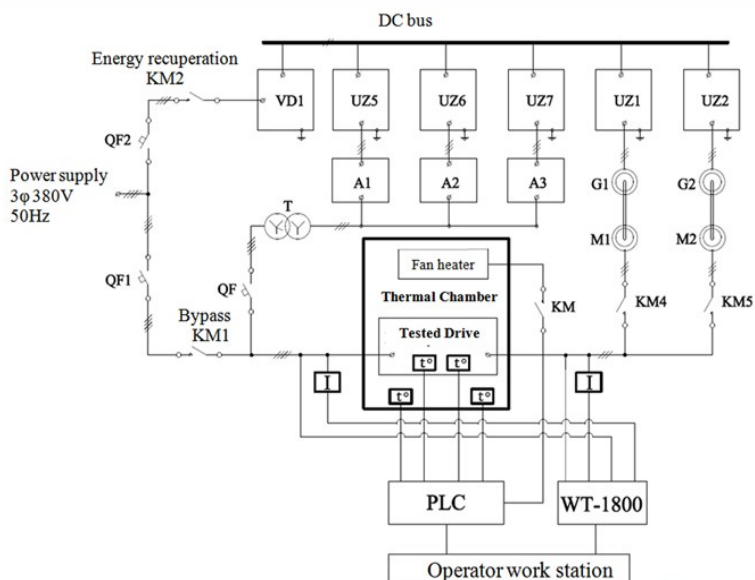 DC bus
Energy recuperation
KM2
VD1
UZ5
UZ6
UZ7
UZ1
UZ2
QF2
Power supply
3φ 380V
50Hz
A1
A2
A3
G1
G2
T
M1
M2
QF1
QF
Fan heater
Thermal Chamber
KM
KM4
KM5
Bypass
KM1
Tested Drive
t°
t°
I
I
t°
t°
PLC
WT-1800
Operator work station